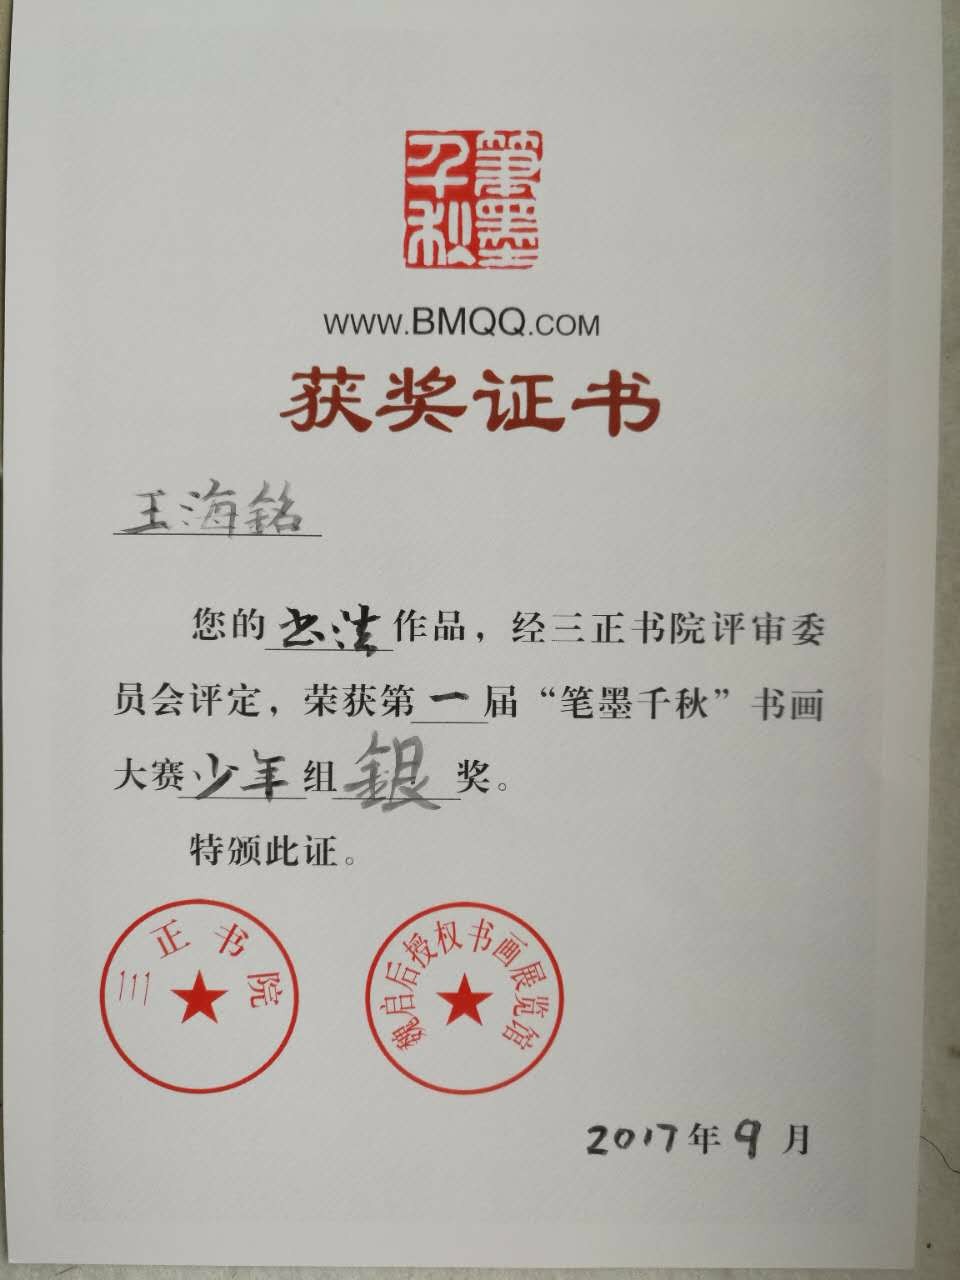 笔墨千秋
WWW.BMQQ.COM
获奖证书
王海铭
您的书法作品，经三正书院评审委
员会评定，荣获第一届“笔墨千秋”书画
大赛少年组銀奖。
特颁此证。
三正书院
魏启后授权书画展览馆
2017年9月